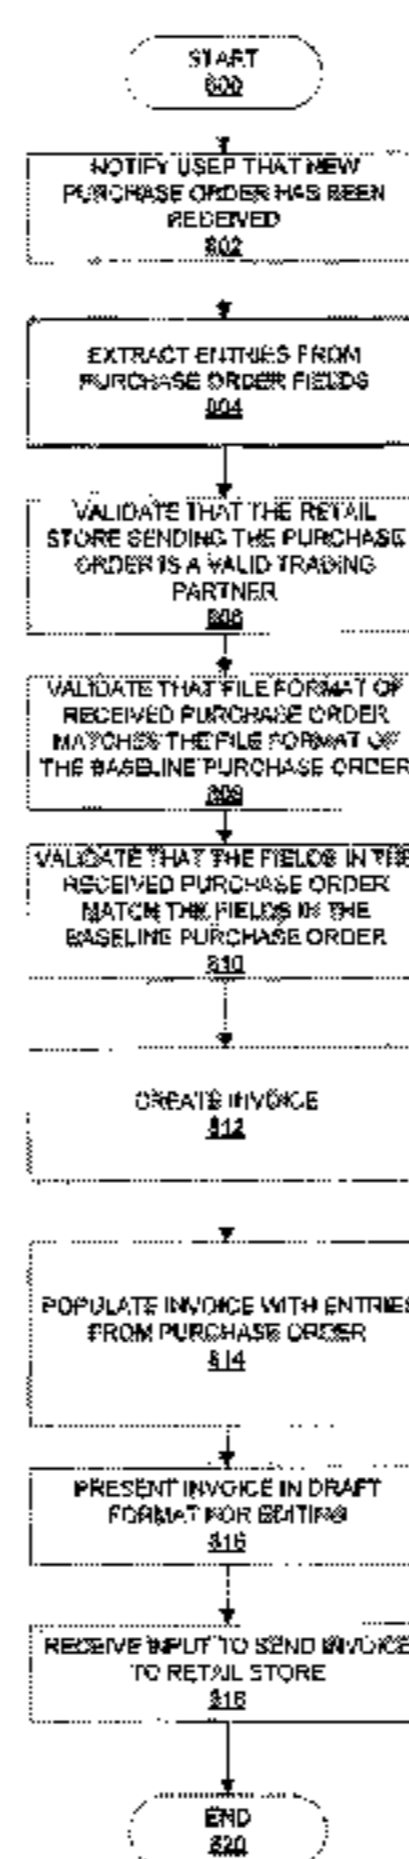 START
800
NOTIFY USER THAT NEW
PURCHASE ORDER HAS BEEN
RECEIVED
802
EXTRACT ENTRIES FROM
PURCHASE ORDER FIELDS
804
VALIDATE THAT THE RETAIL
STORE SENDING THE PURCHASE
ORDER IS A VALID TRADING
PARTNER
806
VALIDATE THAT FILE FORMAT OF
RECEIVED PURCHASE ORDER
MATCHES THE FILE FORMAT OF
THE BASELINE PURCHASE ORDER
808
VALIDATE THAT THE FIELDS IN THE
RECEIVED PURCHASE ORDER
MATCH THE FIELDS IN THE
BASELINE PURCHASE ORDER
810
CREATE INVOICE
812
POPULATE INVOICE WITH ENTRIES
FROM PURCHASE ORDER
814
PRESENT INVOICE IN DRAFT
FORMAT FOR EDITING
816
RECEIVE INPUT TO SEND INVOICE
TO RETAIL STORE
818
END
820